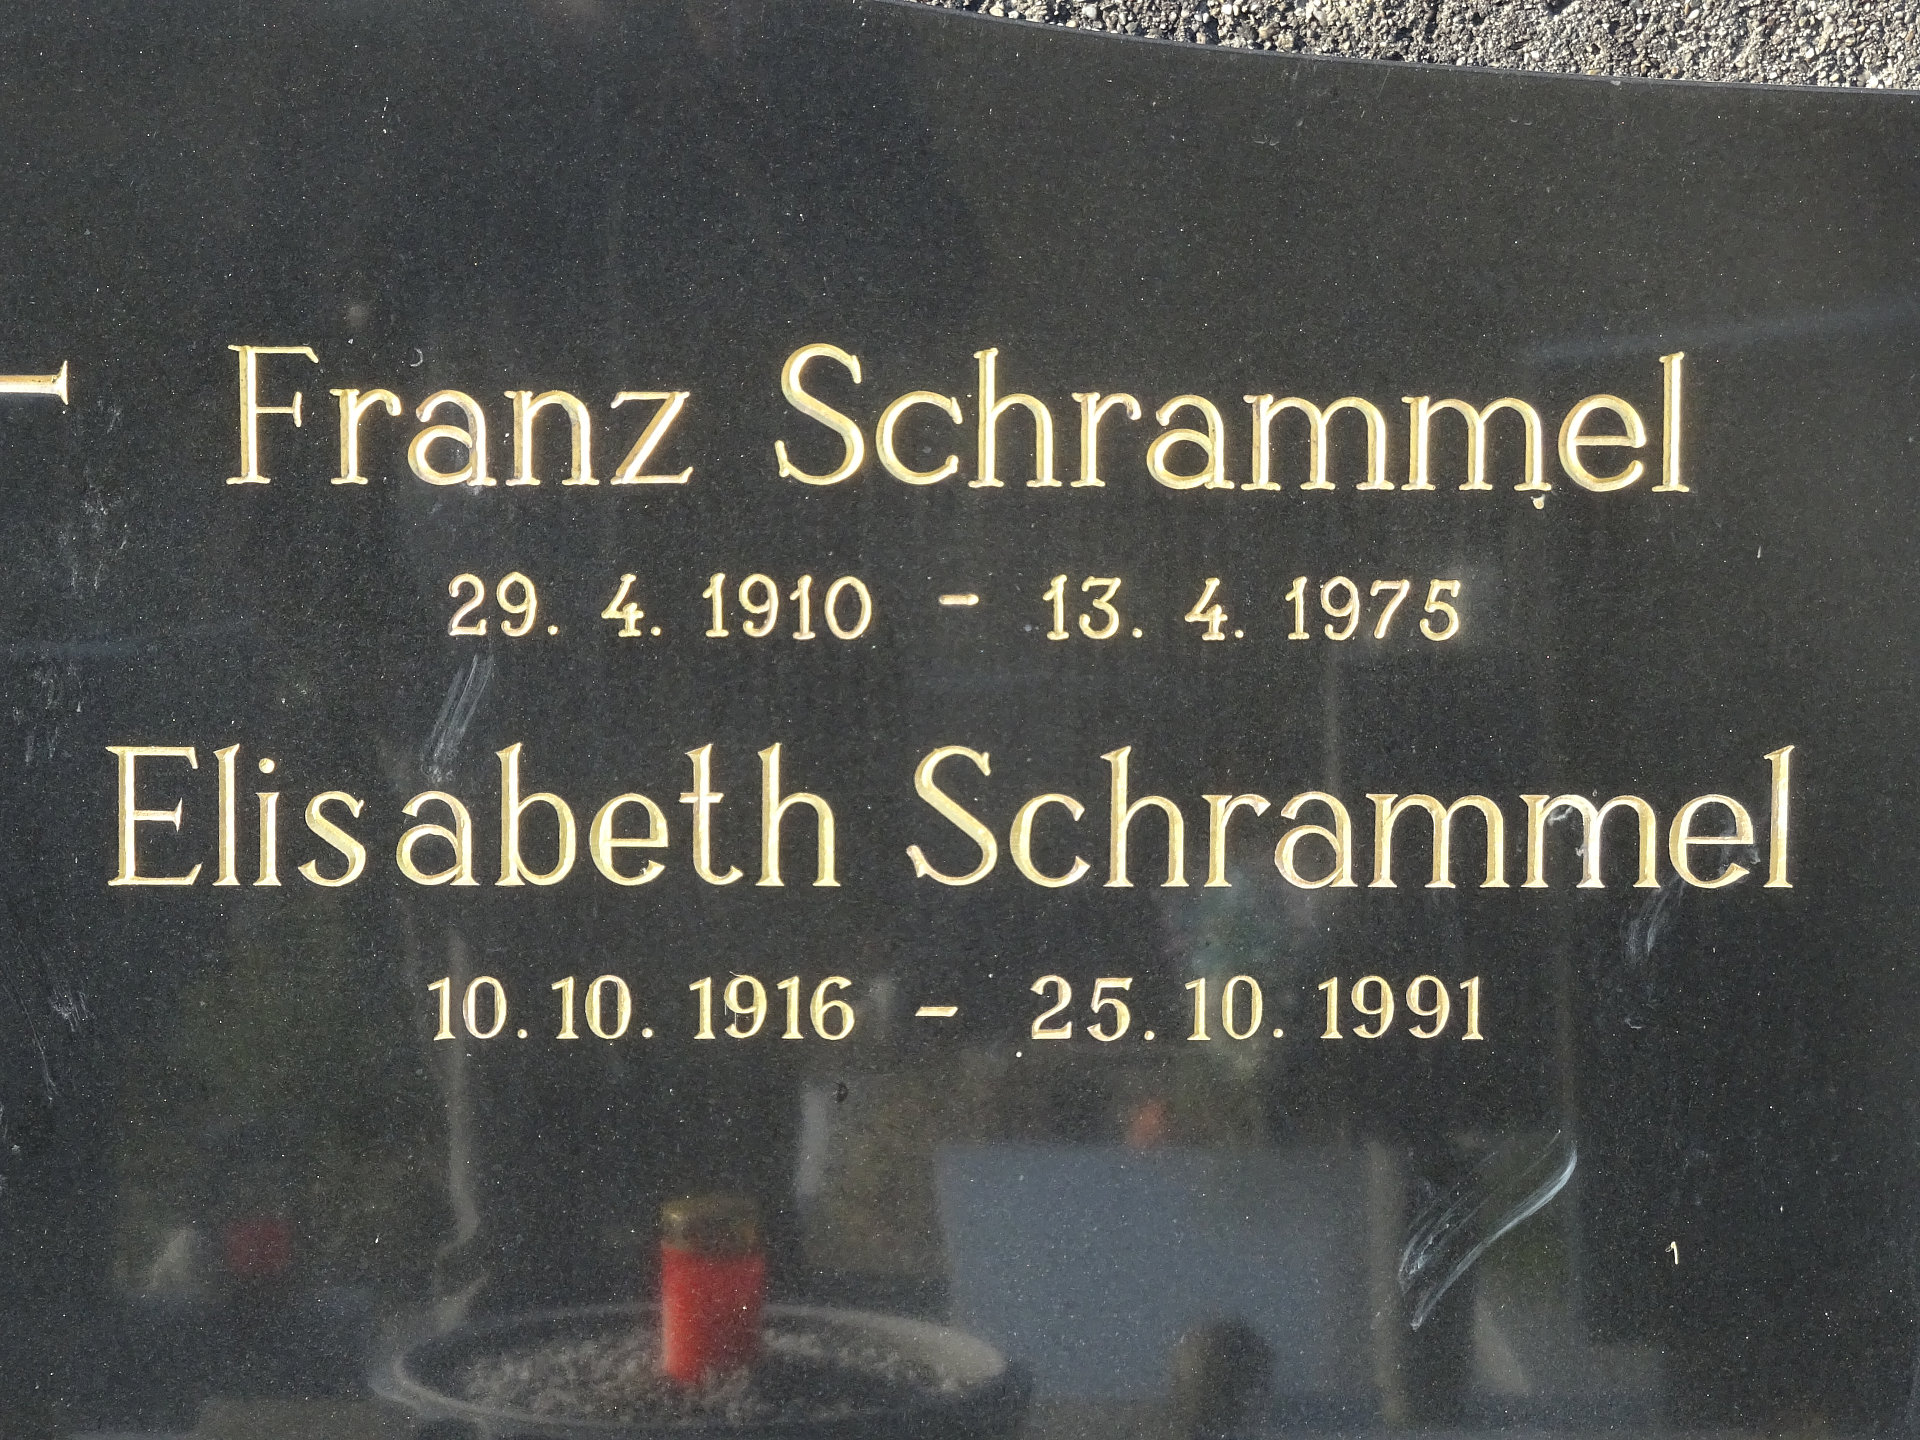 Franz Schrammel
29. 4. 1910 - 13. 4. 1975
Elisabeth Schrammel
10. 10. 1916 - 25. 10. 1991